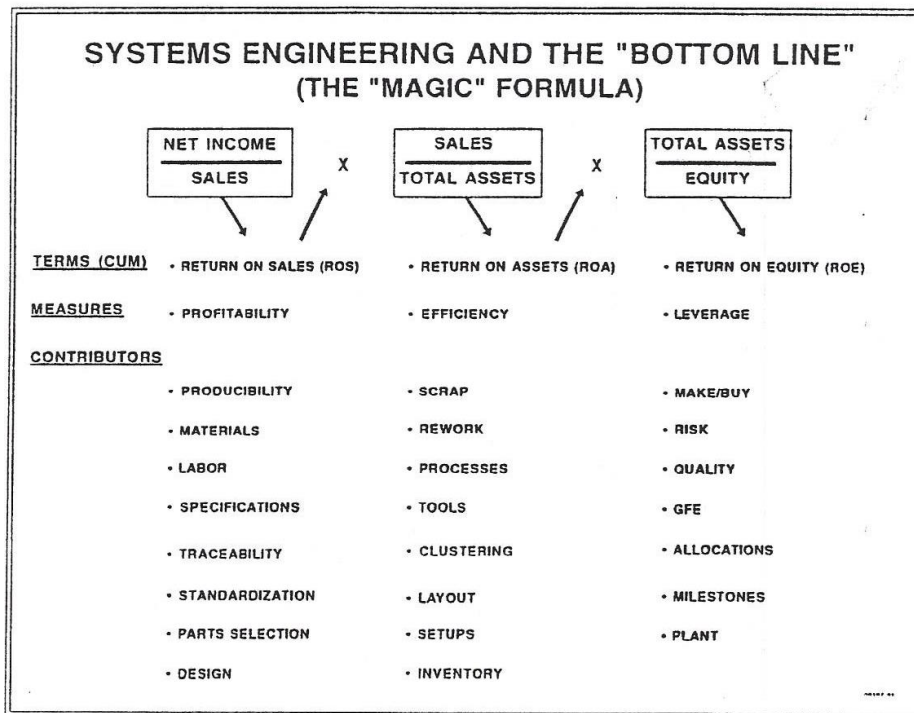 SYSTEMS ENGINEERING AND THE "BOTTOM LINE"
(THE "MAGIC" FORMULA)
NET INCOME
SALES
X
SALES
TOTAL ASSETS
X
TOTAL ASSETS
EQUITY
TERMS (CUM) • RETURN ON SALES (ROS) • RETURN ON ASSETS (ROA) • RETURN ON EQUITY (ROE)
MEASURES • PROFITABILITY • EFFICIENCY • LEVERAGE
CONTRIBUTORS
• PRODUCIBILITY • SCRAP • MAKE/BUY
• MATERIALS • REWORK • RISK
• LABOR • PROCESSES • QUALITY
• SPECIFICATIONS • TOOLS • GFE
• TRACEABILITY • CLUSTERING • ALLOCATIONS
• STANDARDIZATION • LAYOUT • MILESTONES
• PARTS SELECTION • SETUPS • PLANT
• DESIGN • INVENTORY